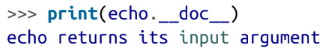 >>> print(echo.__doc__)
echo returns its input argument